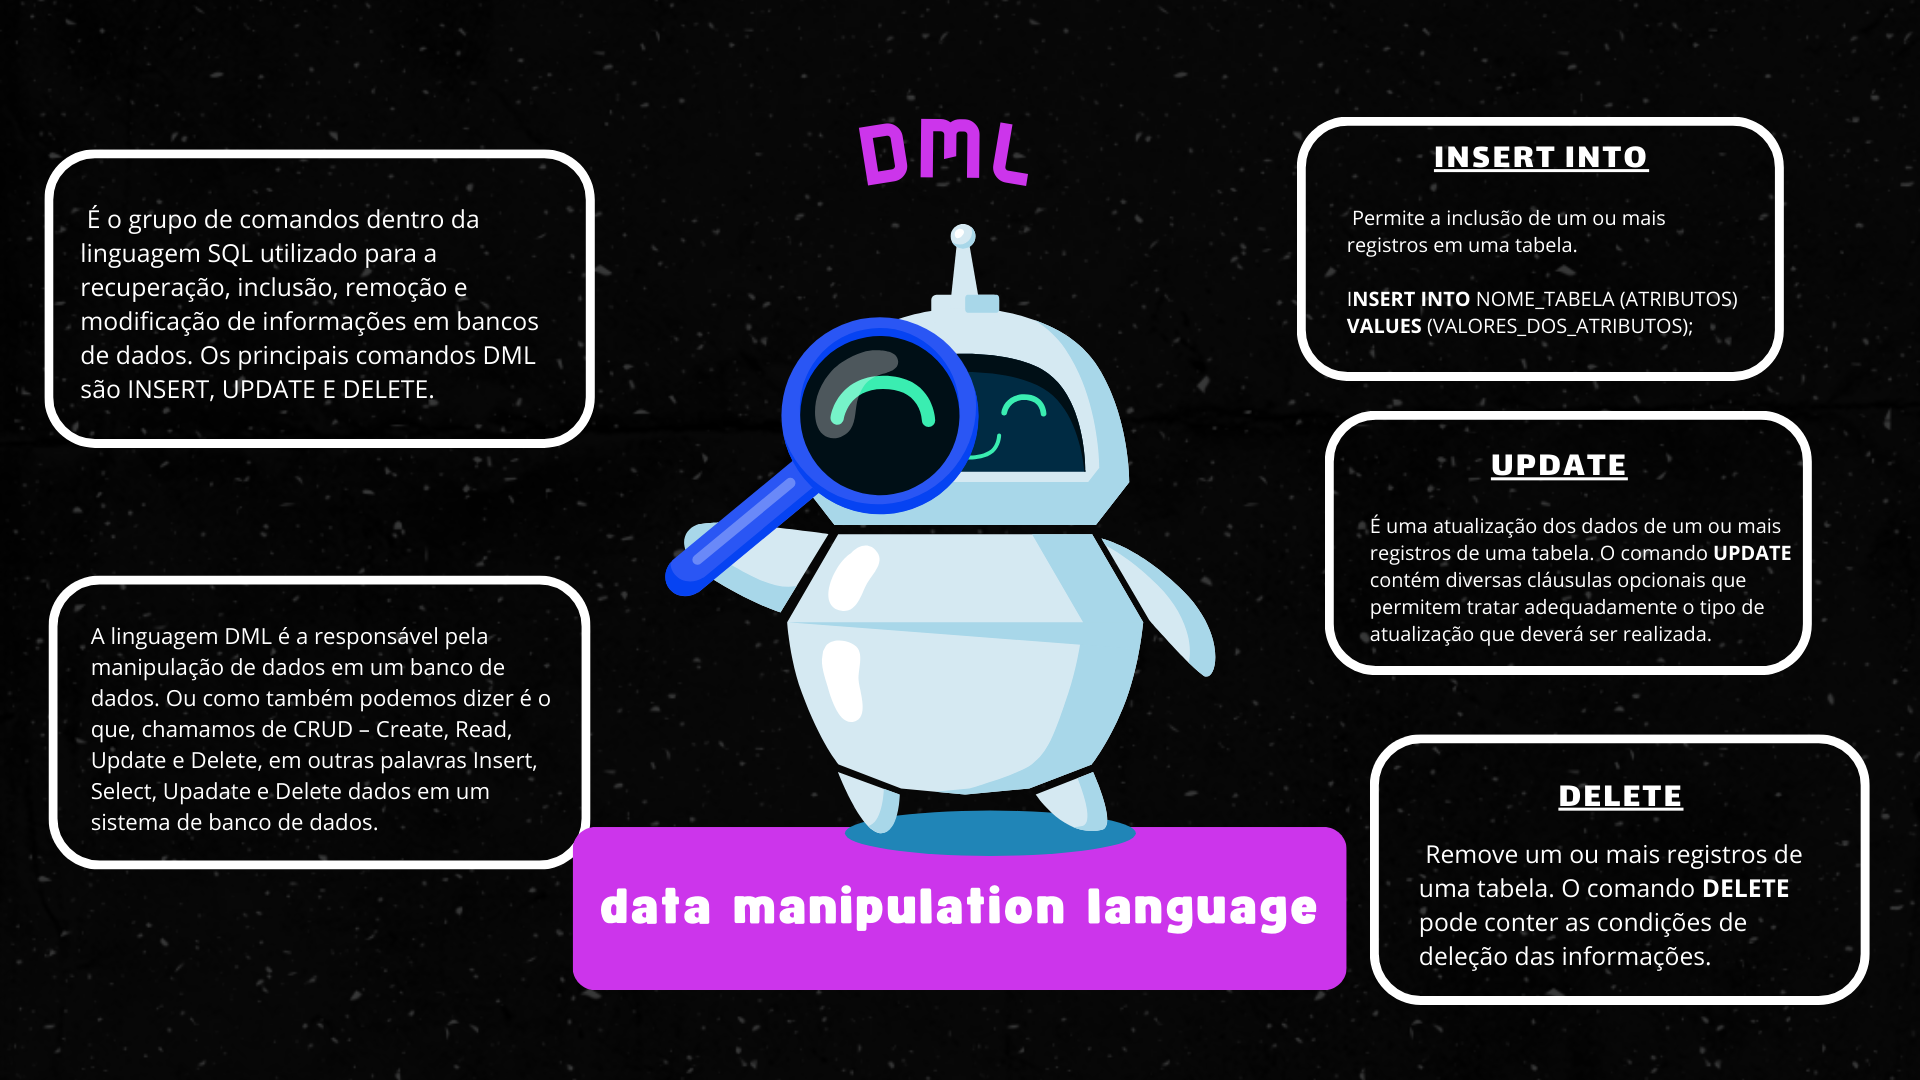 DML
É o grupo de comandos dentro da
linguagem SQL utilizado para a
recuperação, inclusão, remoção e
modificação de informações em bancos
de dados. Os principais comandos DML
são INSERT, UPDATE E DELETE.
A linguagem DML é a responsável pela
manipulação de dados em um banco de
dados. Ou como também podemos dizer é o
que, chamamos de CRUD – Create, Read,
Update e Delete, em outras palavras Insert,
Select, Upadate e Delete dados em um
sistema de banco de dados.
data manipulation language
INSERT INTO
Permite a inclusão de um ou mais
registros em uma tabela.
INSERT INTO NOME_TABELA (ATRIBUTOS)
VALUES (VALORES_DOS_ATRIBUTOS);
UPDATE
É uma atualização dos dados de um ou mais
registros de uma tabela. O comando UPDATE
contém diversas cláusulas opcionais que
permitem tratar adequadamente o tipo de
atualização que deverá ser realizada.
DELETE
Remove um ou mais registros de
uma tabela. O comando DELETE
pode conter as condições de
deleção das informações.